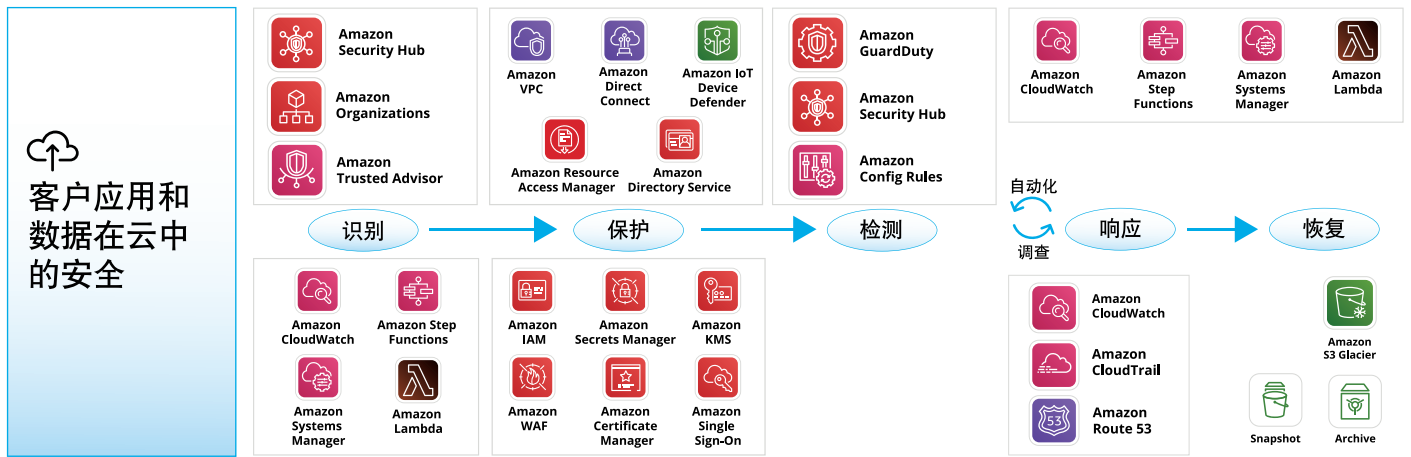 客户应用和
数据在云中
的安全
Amazon
Security Hub
Amazon
Organizations
Amazon
Trusted Advisor
Amazon
VPC
Amazon
Direct
Connect
Amazon IoT
Device
Defender
Amazon Resource
Access Manager
Amazon
Directory Service
Amazon
GuardDuty
Amazon
Security Hub
Amazon
Config Rules
Amazon
CloudWatch
Amazon
Step
Functions
Amazon
Systems
Manager
Amazon
Lambda
识别
保护
检测
自动化
调查
响应
恢复
Amazon
CloudWatch
Amazon Step
Functions
Amazon
Systems
Manager
Amazon
Lambda
Amazon
IAM
Amazon
Secrets Manager
Amazon
KMS
Amazon
WAF
Amazon
Certificate
Manager
Amazon
Single
Sign-On
Amazon
CloudWatch
Amazon
CloudTrail
53
Amazon
Route 53
Amazon
S3 Glacier
Snapshot
Archive